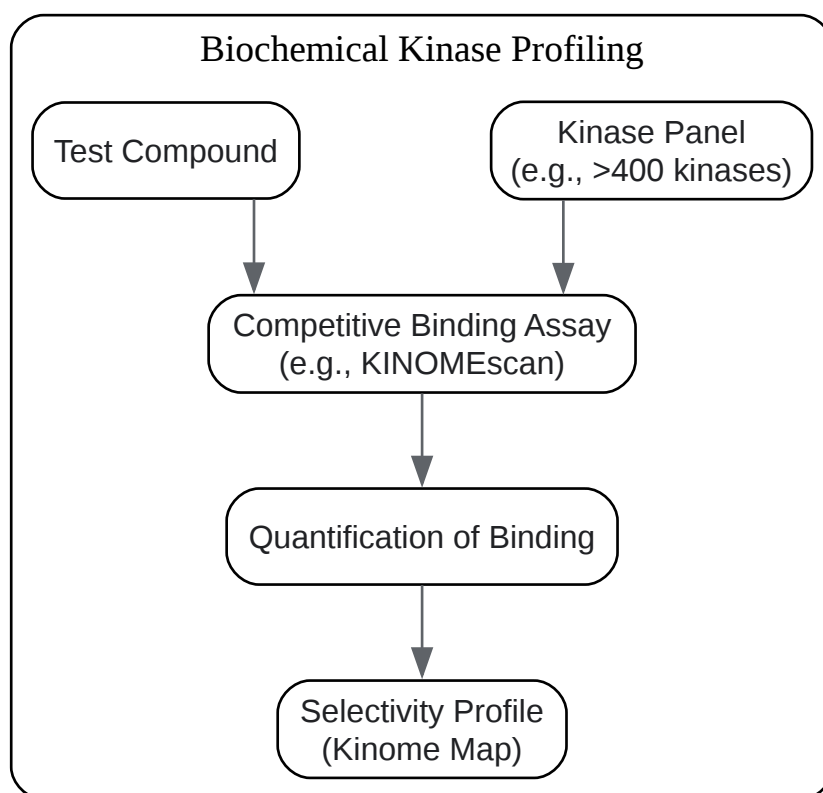 Biochemical Kinase Profiling
Test Compound
Kinase Panel
(e.g., >400 kinases)
Competitive Binding Assay
(e.g., KINOMEscan)
Quantification of Binding
Selectivity Profile
(Kinome Map)